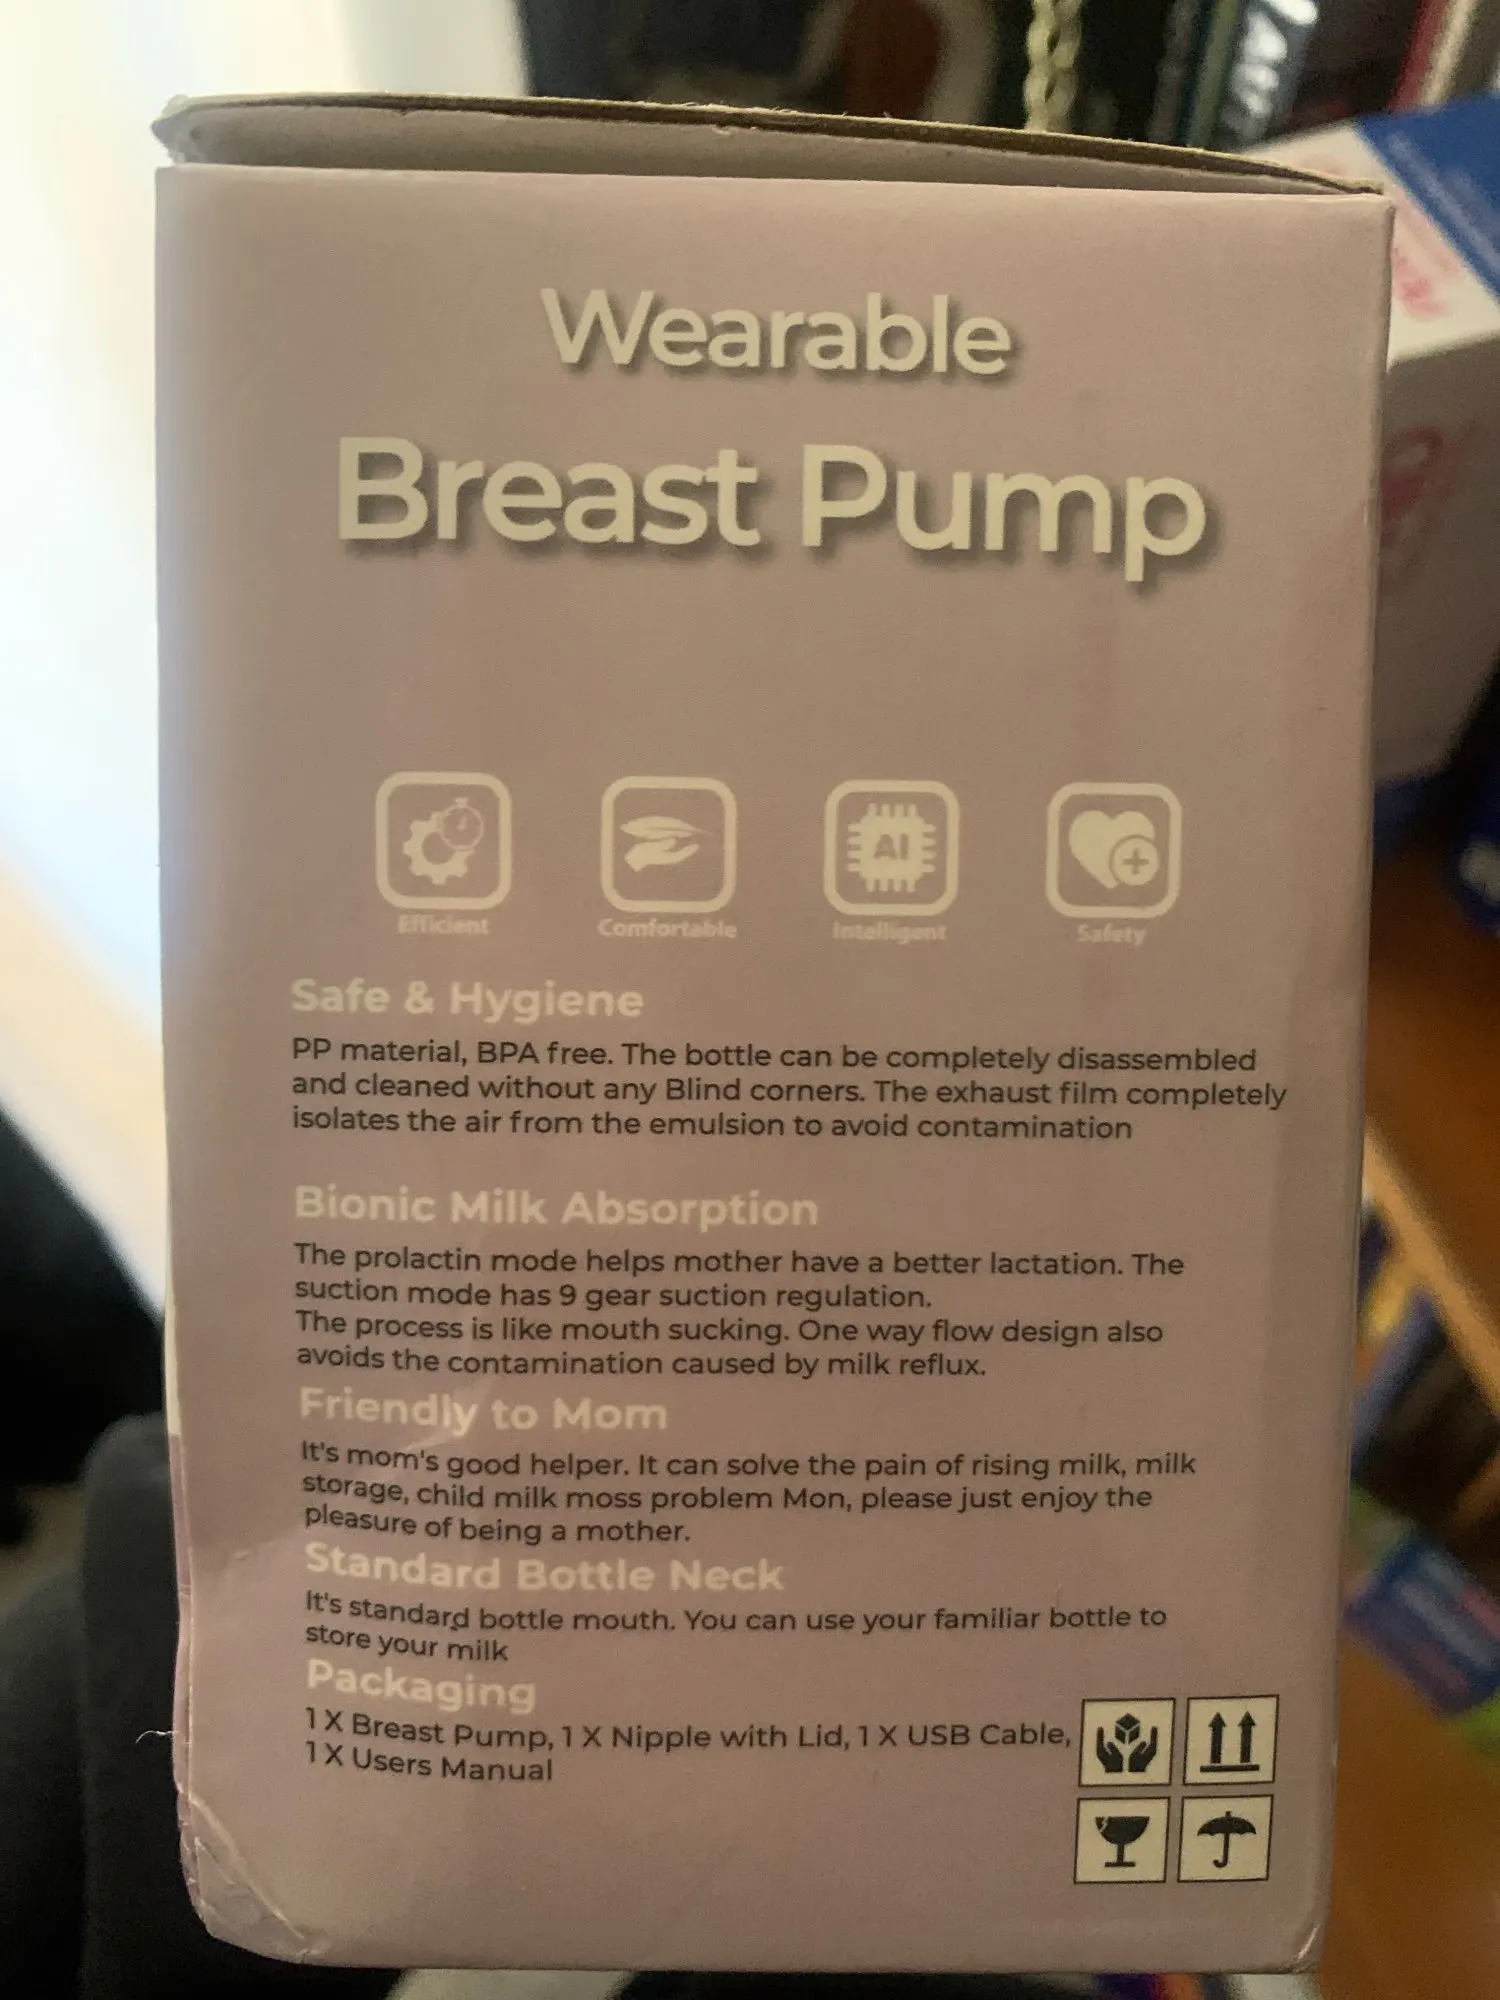 Wearable
Breast Pump
AI
Efficient
Comfortable
Intelligent
Safety
Safe & Hygiene
PP material, BPA free. The bottle can be completely disassembled
and cleaned without any Blind corners. The exhaust film completely
isolates the air from the emulsion to avoid contamination
Bionic Milk Absorption
The prolactin mode helps mother have a better lactation. The
suction mode has 9 gear suction regulation.
The process is like mouth sucking. One way flow design also
avoids the contamination caused by milk reflux.
Friendly to Mom
It's mom's good helper. It can solve the pain of rising milk, milk
storage, child milk moss problem Mon, please just enjoy the
pleasure of being a mother.
Standard Bottle Neck
It's standard bottle mouth. You can use your familiar bottle to
store your milk
Packaging
1 X Breast Pump, 1 X Nipple with Lid, 1 X USB Cable,
1 X Users Manual